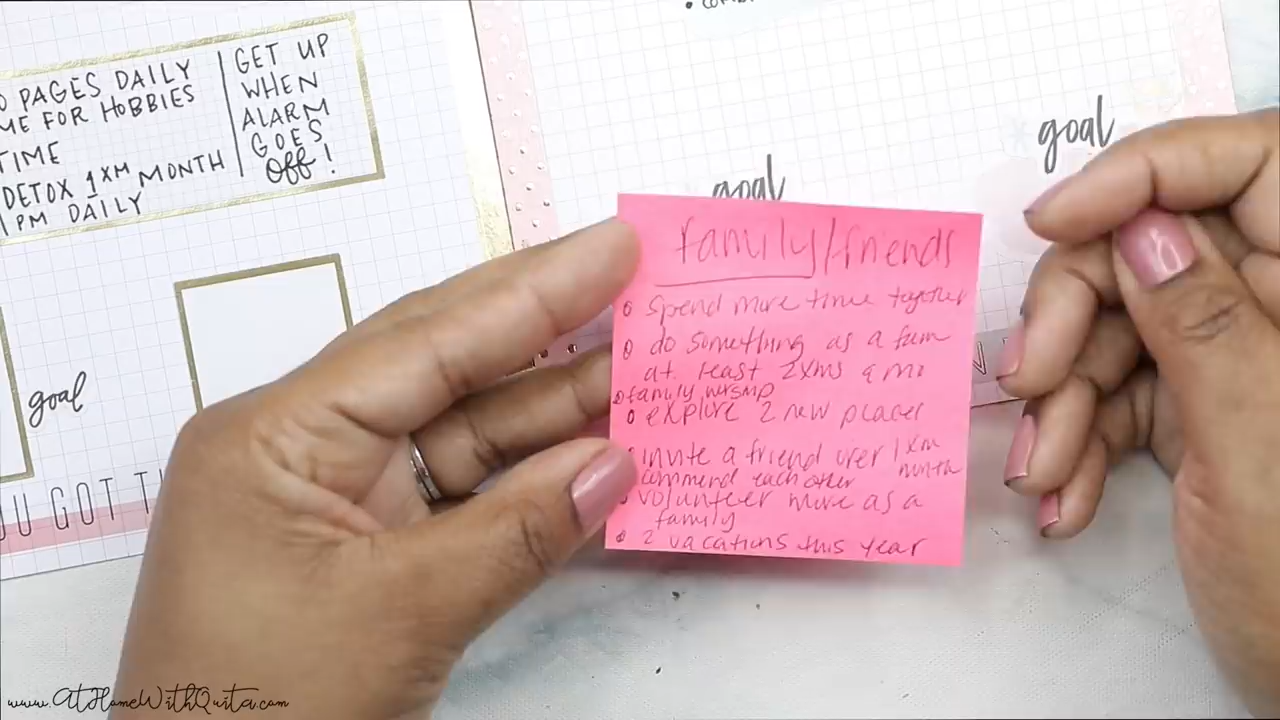 PAGES DAILY
FOR HOBBIES
TIME
DETOX 1XM MONTH
PM DAILY
GET UP
WHEN
ALARM
GOES
OFF!
goal
goal
goal
GOT
family/friends
spend more time together
do something as a fam
at least 2xms a mo
family wrshp
explore 2 new places
invite a friend over 1xm
month
commend each other
volunteer more as a
family
2 vacations this year
www.AtHomeWithQuita.com